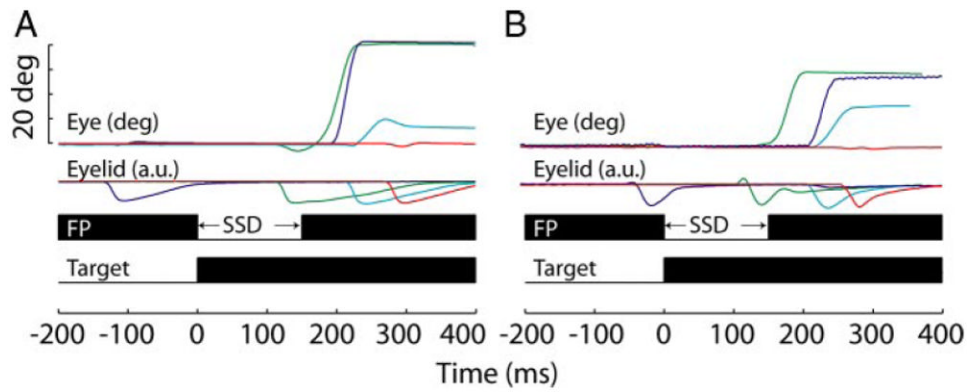 A
B
20 deg
Eye (deg)
Eye (deg)
Eyelid (a.u.)
Eyelid (a.u.)
FP
SSD
FP
SSD
Target
Target
-200 -100 0 100 200 300 400
-200 -100 0 100 200 300 400
Time (ms)